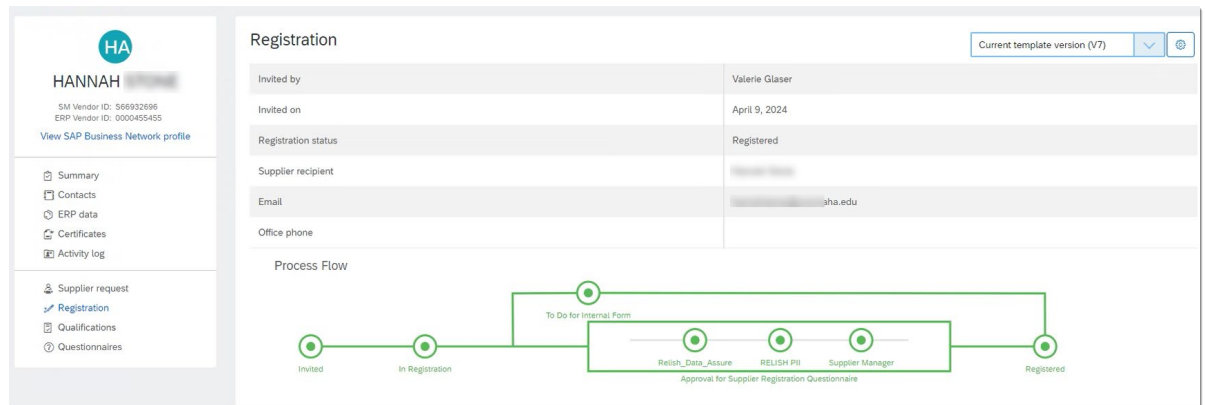 HA
HANNAH
SM Vendor ID: 566932696
ERP Vendor ID: 0000455455
View SAP Business Network profile
Summary
Contacts
ERP data
Certificates
Activity log
Supplier request
Registration
Qualifications
Questionnaires
Registration
Current template version (V7)
Invited by Valerie Glaser
Invited on April 9, 2024
Registration status Registered
Supplier recipient
Email aha.edu
Office phone
Process Flow
To Do for Internal Form
Invited In Registration Relish_Data_Assure RELISH PII Supplier Manager Registered
Approval for Supplier Registration Questionnaire